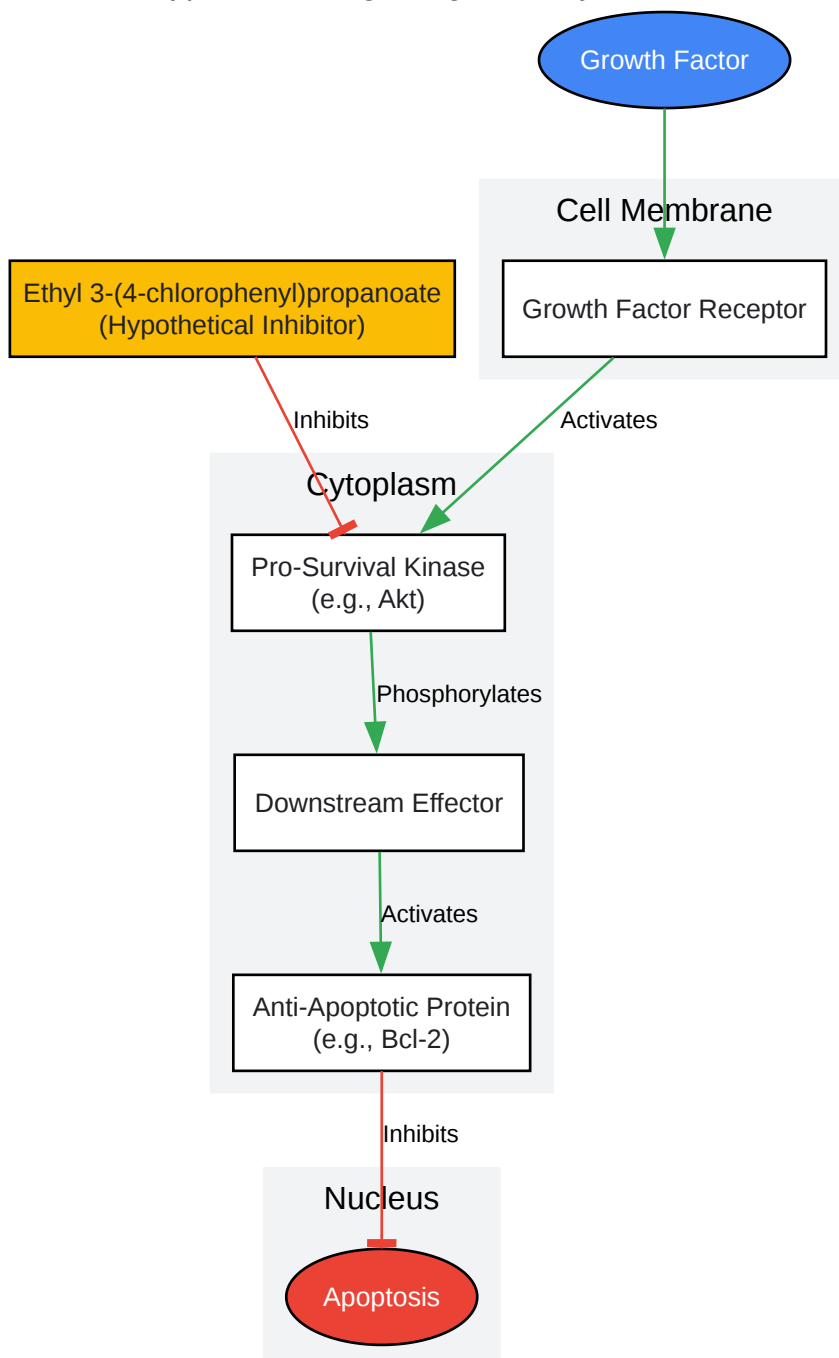 Growth Factor
Cell Membrane
Ethyl 3-(4-chlorophenyl)propanoate
(Hypothetical Inhibitor)
Growth Factor Receptor
Inhibits
Activates
Cytoplasm
Pro-Survival Kinase
(e.g., Akt)
Phosphorylates
Downstream Effector
Activates
Anti-Apoptotic Protein
(e.g., Bcl-2)
Inhibits
Nucleus
Apoptosis